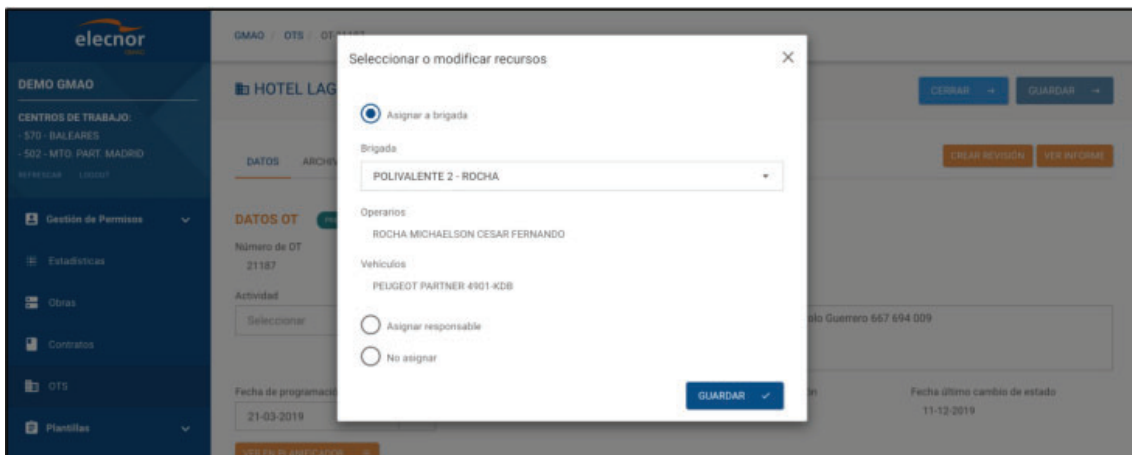 elecnor
GMAO
DEMO GMAO
CENTROS DE TRABAJO:
- 570 - BALEARES
- 502 - MTO. PART. MADRID
REFRESCAR LOGOUT
Gestión de Permisos
Estadísticas
Obras
Contratos
OTS
Plantillas
GMAO / OTS /
HOTEL LAG
CERRAR →
GUARDAR →
DATOS
CREAR REVISIÓN
VER INFORME
DATOS OT
Número de OT
21187
Actividad
Seleccionar
Guerrero 667 694 009
Fecha de programació
21-03-2019
Fecha último cambio de estado
11-12-2019
VER EN PLANIFICADOR
Seleccionar o modificar recursos
Asignar a brigada
Brigada
POLIVALENTE 2 - ROCHA
Operarios
ROCHA MICHAELSON CESAR FERNANDO
Vehículos
PEUGEOT PARTNER 4901-KDB
Asignar responsable
No asignar
GUARDAR